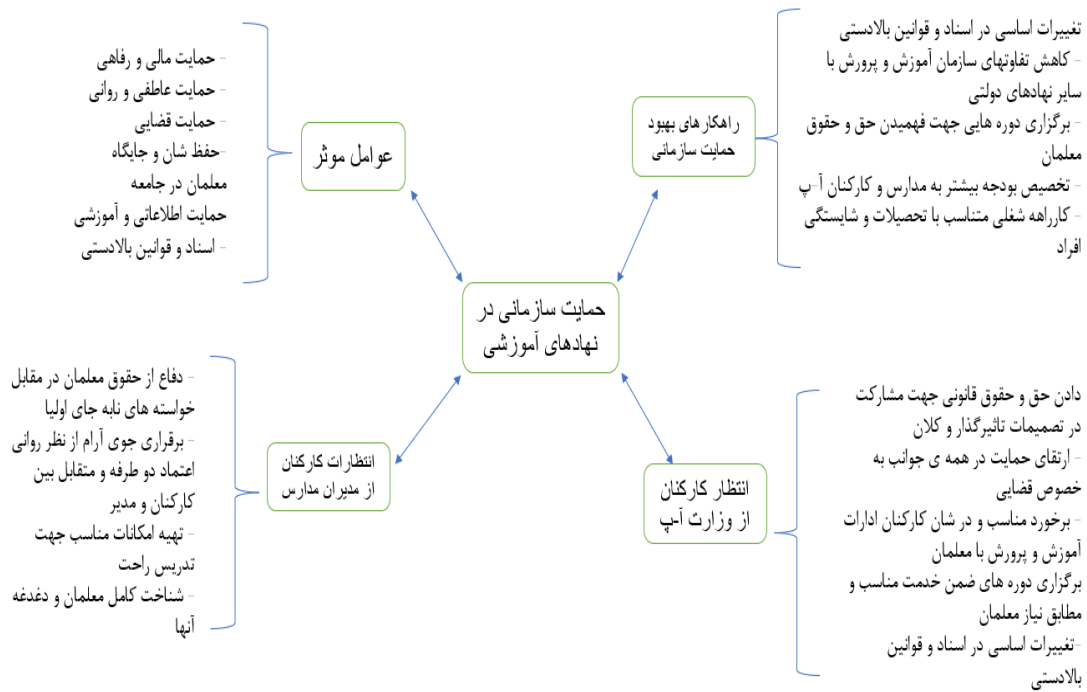 تغییرات اساسی در اسناد و قوانین بالادستی
- کاهش تفاوتهای سازمان آموزش و پرورش با
سایر نهادهای دولتی
- برگزاری دوره هایی جهت فهمیدن حق و حقوق
معلمان
- تخصیص بودجه بیشتر به مدارس و کارکنان آ-پ
- کارراهه شغلی متناسب با تحصیلات و شایستگی
افراد
راهکارهای بهبود
حمایت سازمانی
عوامل موثر
- حمایت مالی و رفاهی
- حمایت عاطفی و روانی
- حمایت قضایی
-حفظ شان و جایگاه
معلمان در جامعه
حمایت اطلاعاتی و آموزشی
- اسناد و قوانین بالادستی
حمایت سازمانی در
نهادهای آموزشی
دادن حق و حقوق قانونی جهت مشارکت
در تصمیمات تاثیرگذار و کلان
- ارتقای حمایت در همه ی جوانب به
خصوص قضایی
- برخورد مناسب و در شان کارکنان ادارات
آموزش و پرورش با معلمان
برگزاری دوره های ضمن خدمت مناسب و
مطابق نیاز معلمان
-تغییرات اساسی در اسناد و قوانین
بالادستی
انتظار کارکنان
از وزارت آ-پ
انتظارات کارکنان
از مدیران مدارس
- دفاع از حقوق معلمان در مقابل
خواسته های نابه جای اولیا
- برقراری جوی آرام از نظر روانی
اعتماد دو طرفه و متقابل بین
کارکنان و مدیر
- تهیه امکانات مناسب جهت
تدریس راحت
- شناخت کامل معلمان و دغدغه
آنها